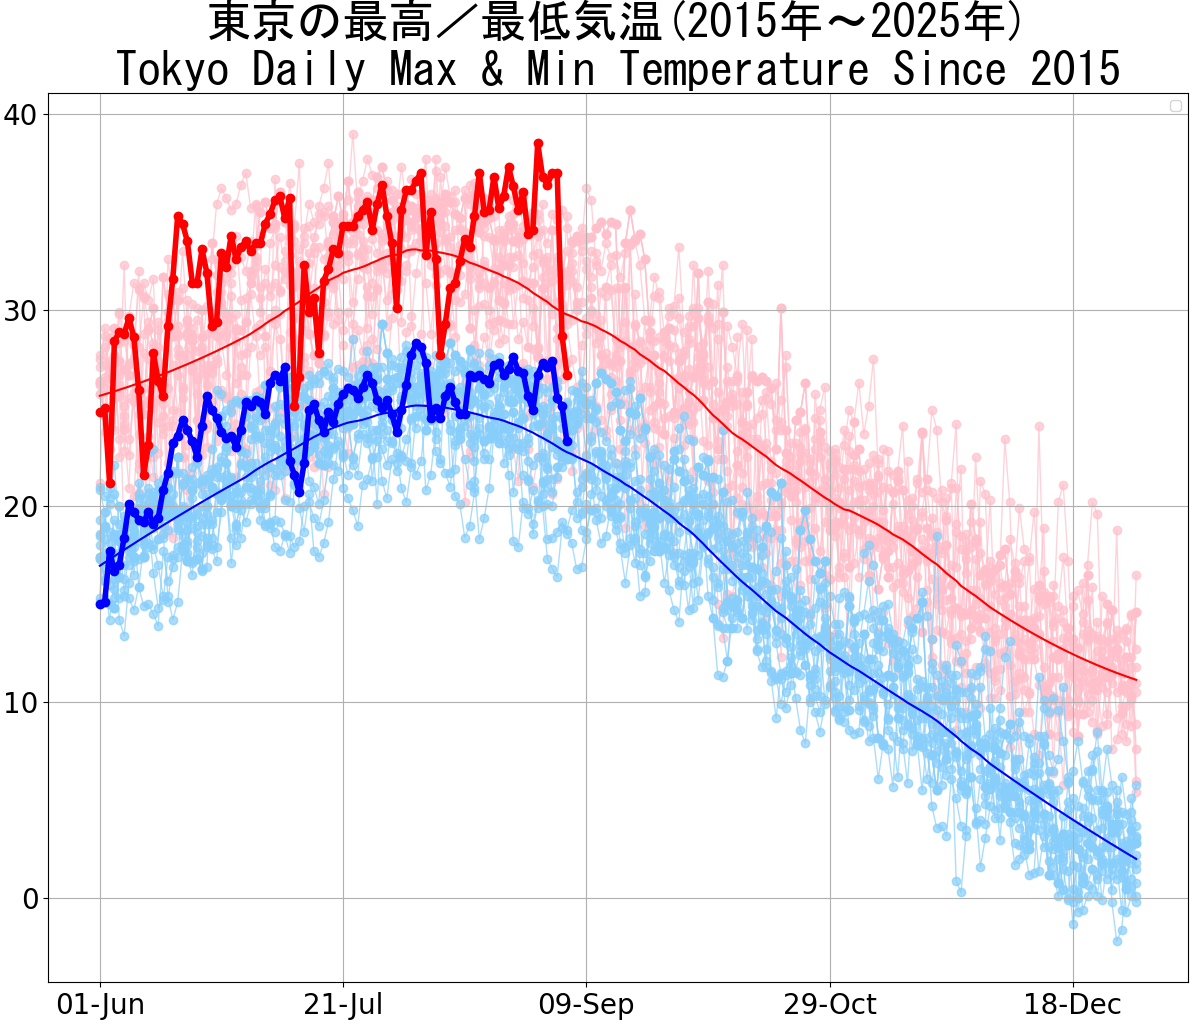 東京の最高／最低気温(2015年～2025年)
Tokyo Daily Max & Min Temperature Since 2015
40
30
20
10
0
01-Jun 21-Jul 09-Sep 29-Oct 18-Dec